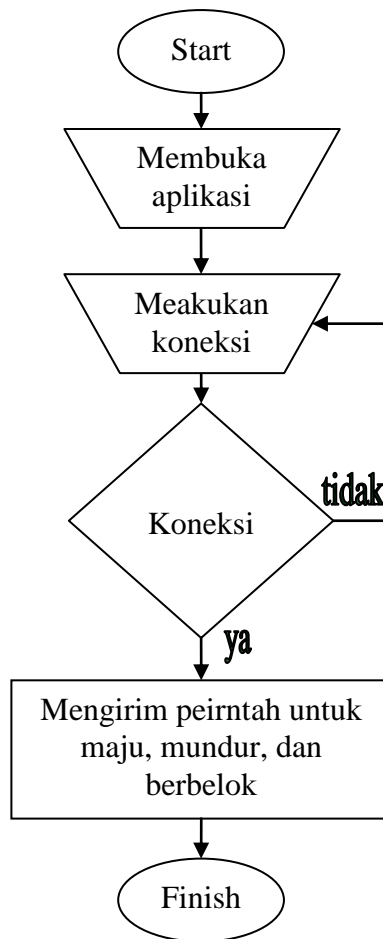 Start
Membuka
aplikasi
Meakukan
koneksi
Koneksi
tidak
ya
Mengirim peirntah untuk
maju, mundur, dan
berbelok
Finish